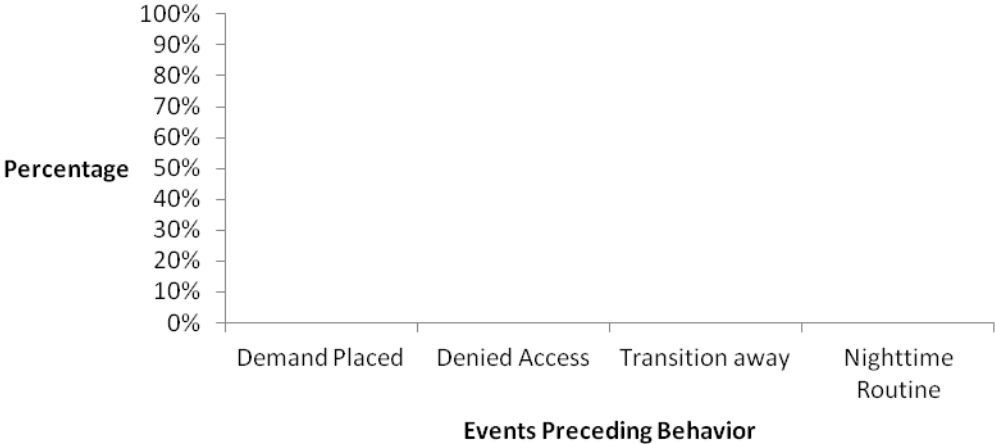 100%
90%
80%
70%
60%
Percentage
50%
40%
30%
20%
10%
0%
Demand Placed
Denied Access
Transition away
Nighttime
Routine
Events Preceding Behavior